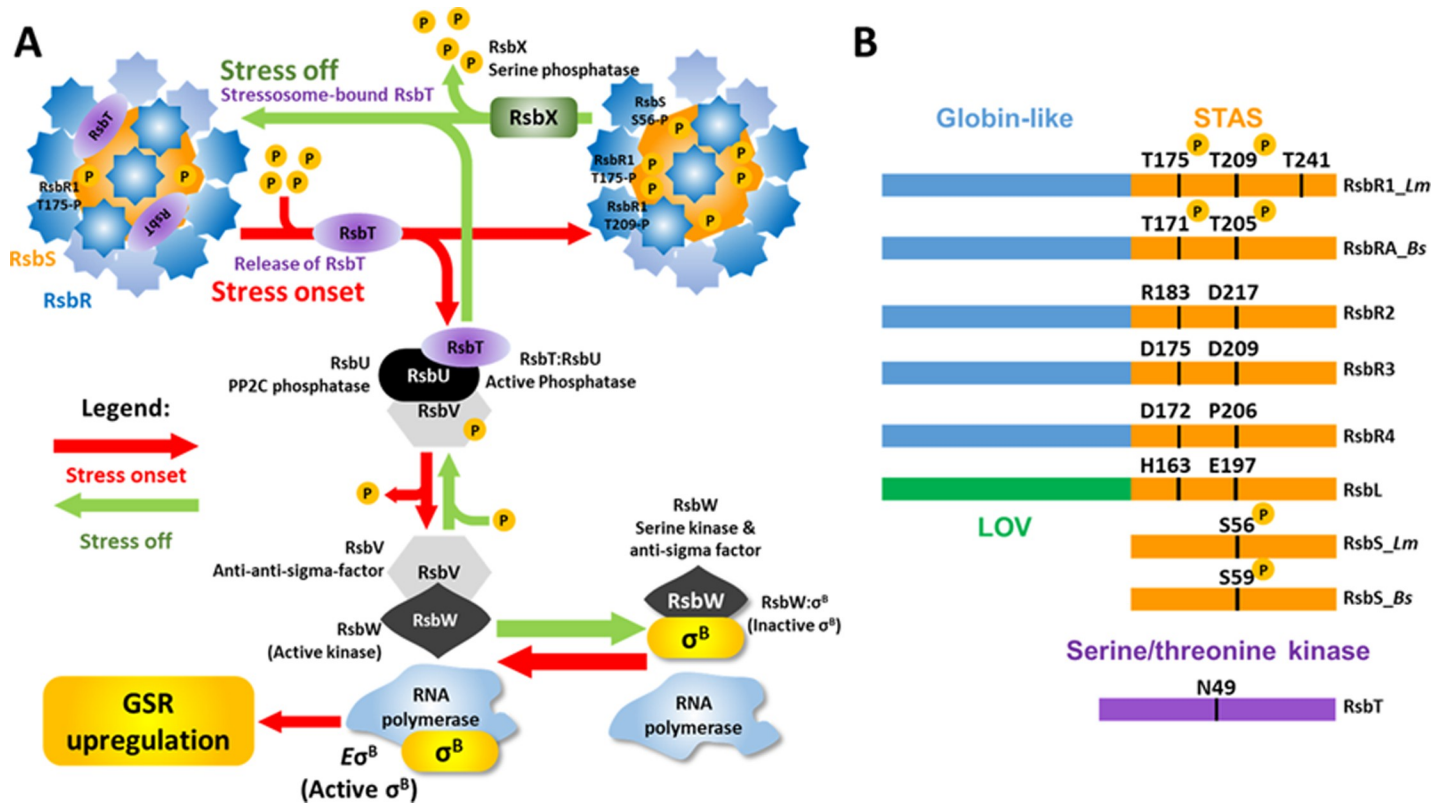 A
P
P
P
P
RsbX
Serine phosphatase
Stress off
Stressosome-bound RsbT
RsbX
RsbT
P
P
RsbR1
T175-P
RsbT
RsbS
RsbR
P
P
P
P
RsbT
Release of RsbT
Stress onset
RsbS
S56-P
P
RsbR1
T175-P
P
P
P
P
RsbR1
T209-P
P
RsbT
RsbU
PP2C phosphatase
RsbU
RsbT:RsbU
Active Phosphatase
RsbV
P
Legend:
Stress onset
Stress off
P
P
RsbV
Anti-anti-sigma-factor
RsbV
RsbW
Serine kinase &
anti-sigma factor
RsbW
(Active kinase)
RsbW
RsbW
σB
RsbW:σB
(Inactive σB)
GSR
upregulation
RNA
polymerase
σB
EσB
(Active σB)
RNA
polymerase
B
Globin-like
STAS
P
P
T175 T209 T241
RsbR1_Lm
P
P
T171 T205
RsbRA_Bs
R183 D217
RsbR2
D175 D209
RsbR3
D172 P206
RsbR4
H163 E197
RsbL
LOV
P
S56
RsbS_Lm
P
S59
RsbS_Bs
Serine/threonine kinase
N49
RsbT